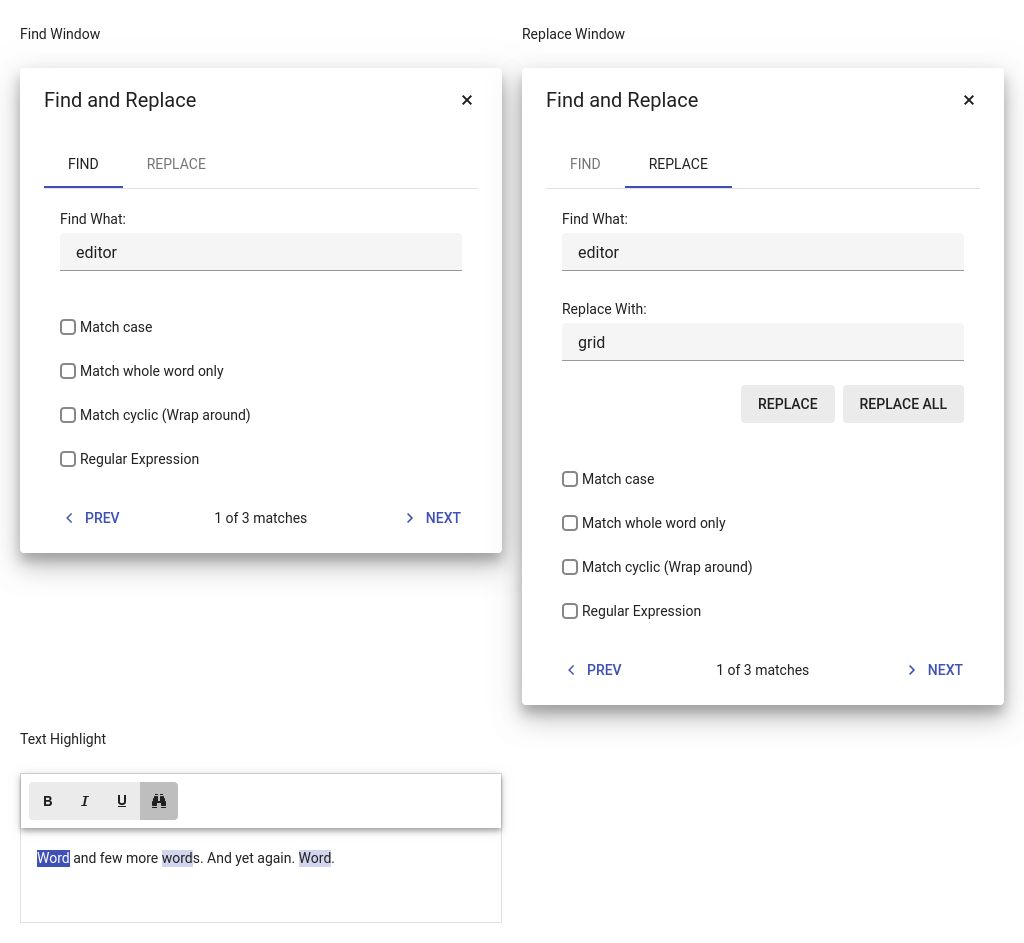 Find Window
Find and Replace
×
FIND REPLACE
Find What:
editor
Match case
Match whole word only
Match cyclic (Wrap around)
Regular Expression
PREV 1 of 3 matches NEXT
Replace Window
Find and Replace
×
FIND REPLACE
Find What:
editor
Replace With:
grid
REPLACE REPLACE ALL
Match case
Match whole word only
Match cyclic (Wrap around)
Regular Expression
PREV 1 of 3 matches NEXT
Text Highlight
B I U
Word and few more words. And yet again. Word.